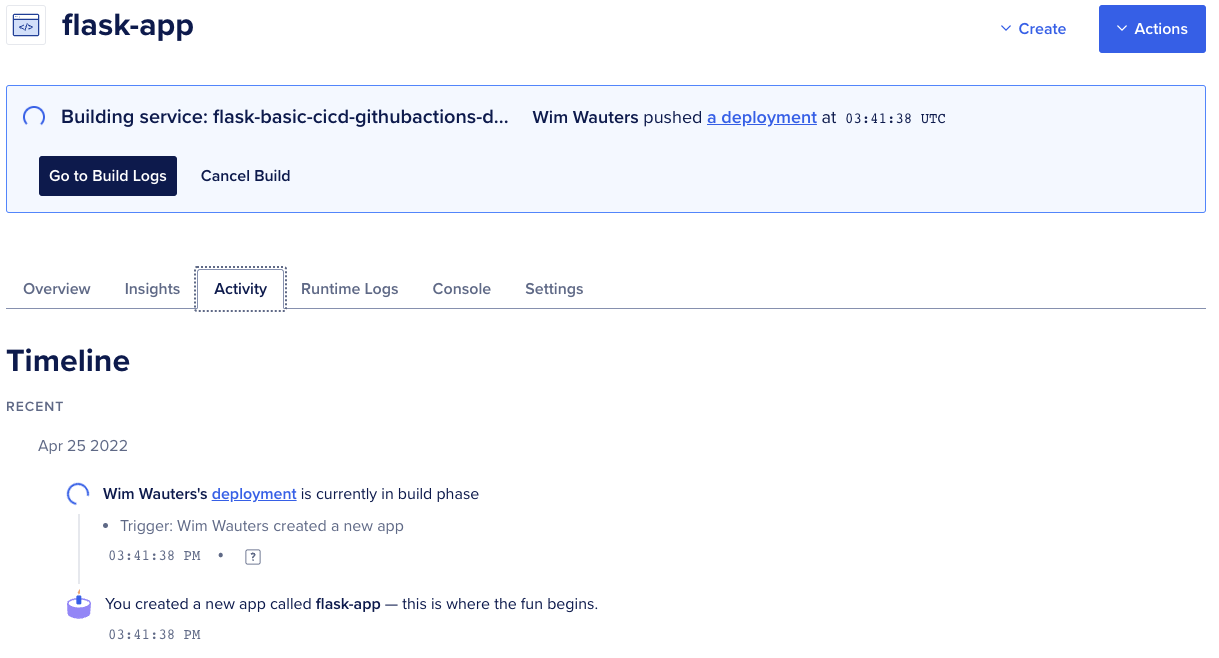 flask-app
Create
Actions
Building service: flask-basic-cicd-githubactions-d... Wim Wauters pushed a deployment at 03:41:38 UTC
Go to Build Logs Cancel Build
Overview Insights Activity Runtime Logs Console Settings
Timeline
RECENT
Apr 25 2022
Wim Wauters's deployment is currently in build phase
• Trigger: Wim Wauters created a new app
03:41:38 PM • ?
You created a new app called flask-app — this is where the fun begins.
03:41:38 PM